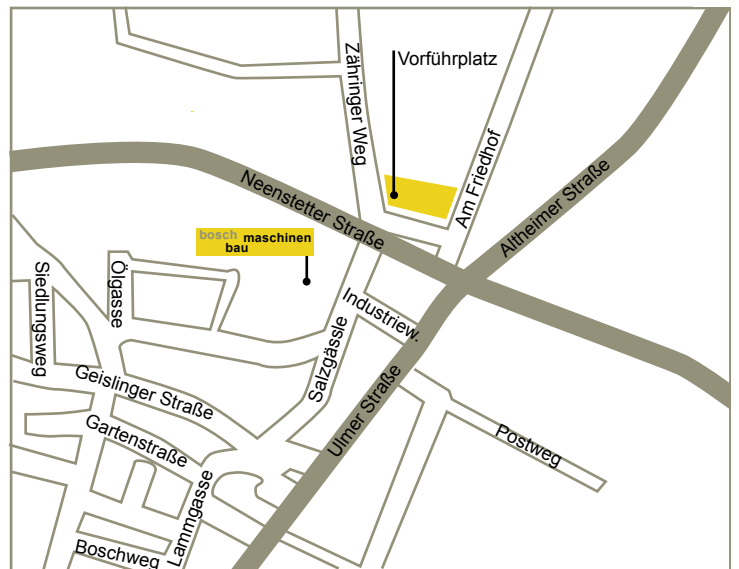 Vorführplatz
Zähringer Weg
Am Friedhof
Altheimer Straße
Neenstetter Straße
bosch maschinen
bau
Siedlungsweg
Ölgasse
Industriew.
Salzgässle
Geislinger Straße
Ulmer Straße
Gartenstraße
Postweg
Lammgasse
Boschweg